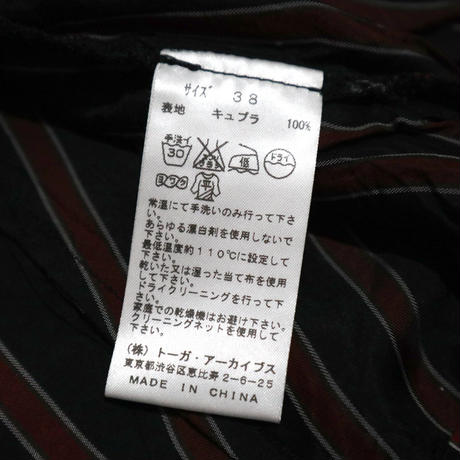 サイズ 38
表地 キュプラ 100%
手洗イ 30 低 ドライ
ヨワク 平
常温にて手洗いのみ行って下さ
い。
あらゆる漂白剤を使用しないで
下さい。
最低温度約110℃に設定して
下さい。
乾いた又は湿った当て布を使用
して下さい。
ドライクリーニングを行って下
さい。
家庭での乾燥機はお避け下さい。
クリーニングネットを使用して
下さい。
(株)トーガ・アーカイブス
東京都渋谷区恵比寿2-6-25
MADE IN CHINA